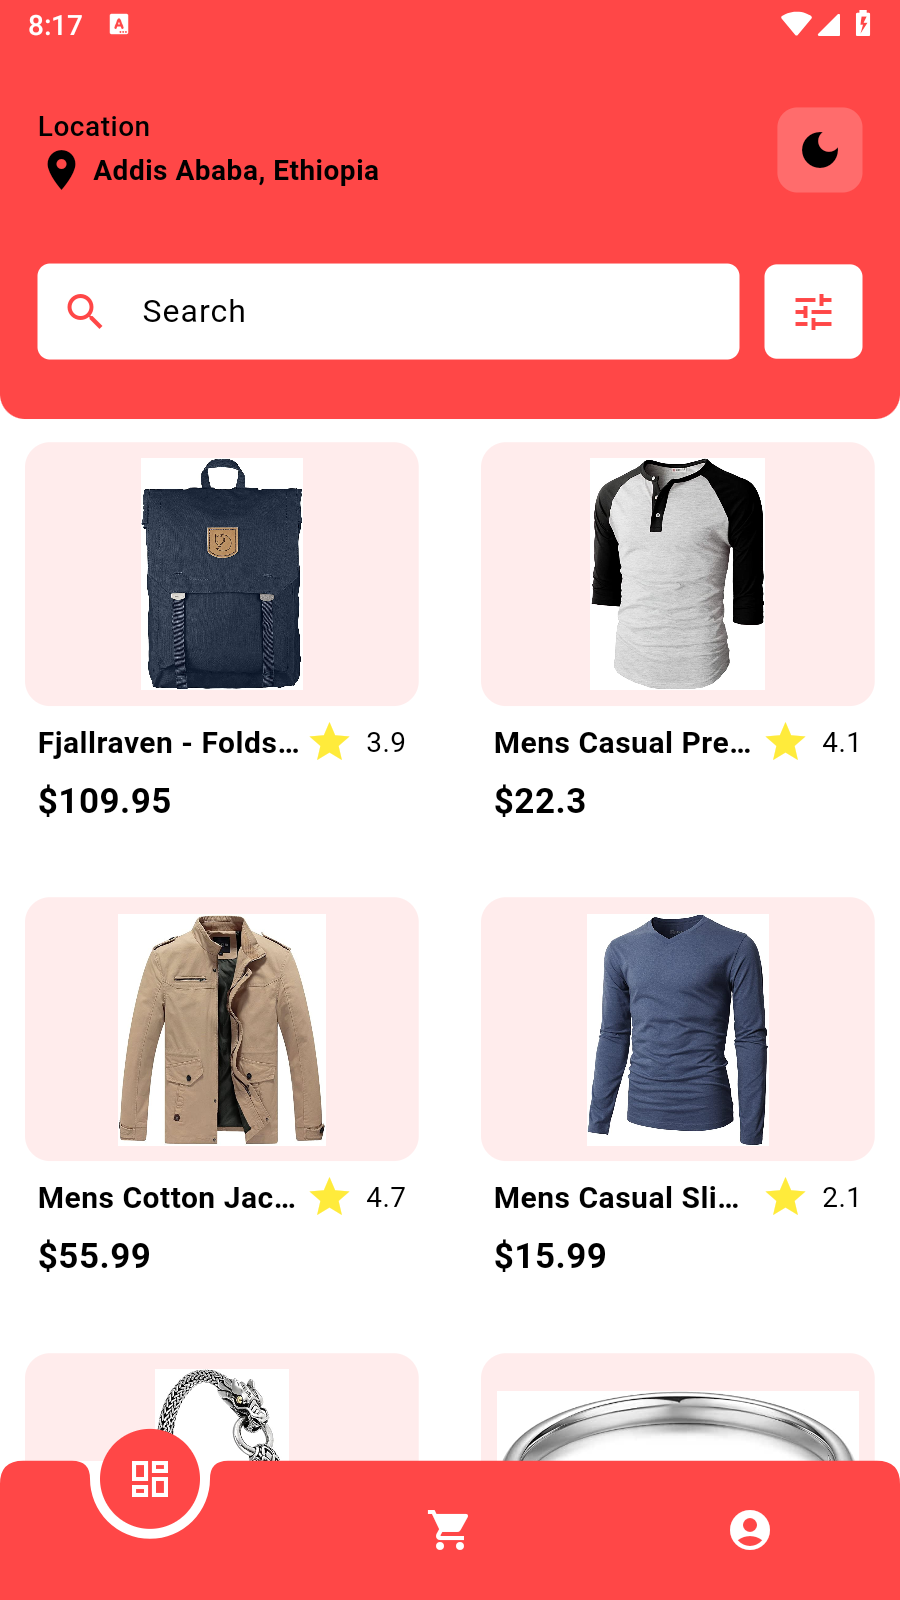 8:17
Location
Addis Ababa, Ethiopia
Search
Fjallraven - Folds... 3.9
$109.95
Mens Casual Pre... 4.1
$22.3
Mens Cotton Jac... 4.7
$55.99
Mens Casual Sli... 2.1
$15.99